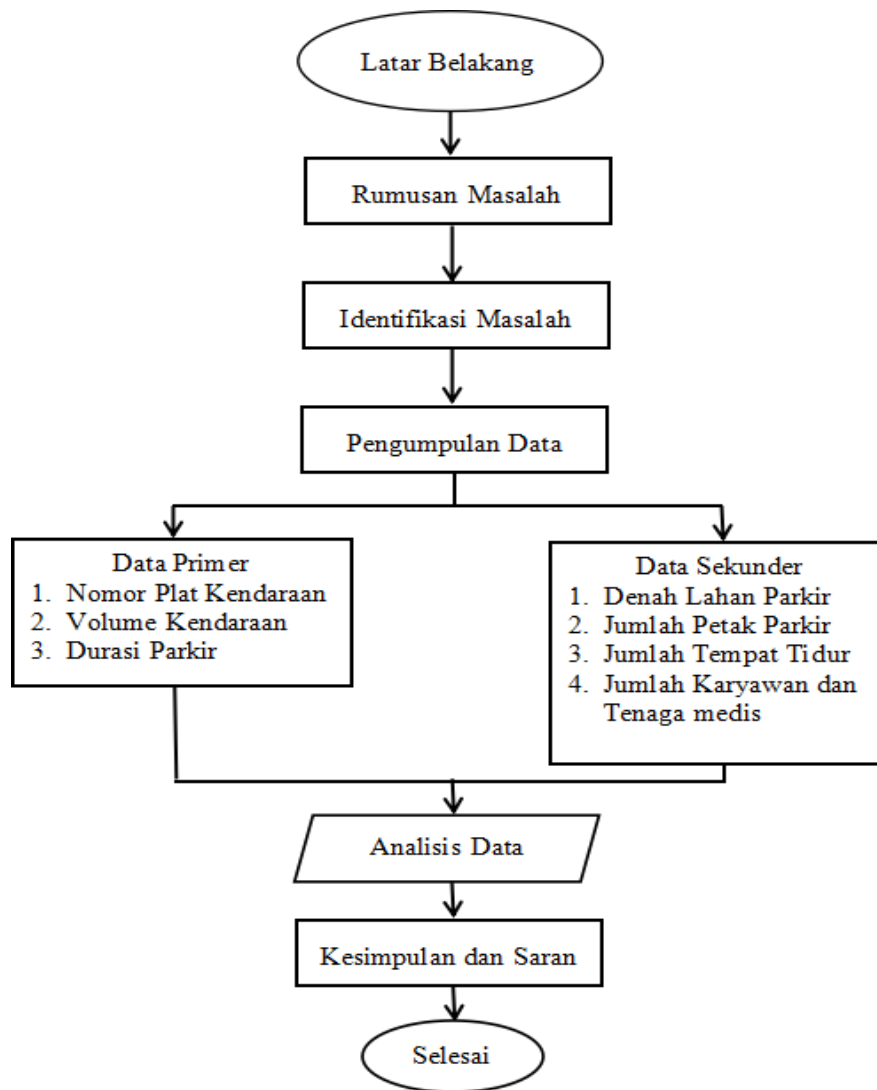 Latar Belakang
Rumusan Masalah
Identifikasi Masalah
Pengumpulan Data
Data Primer
1. Nomor Plat Kendaraan
2. Volume Kendaraan
3. Durasi Parkir
Data Sekunder
1. Denah Lahan Parkir
2. Jumlah Petak Parkir
3. Jumlah Tempat Tidur
4. Jumlah Karyawan dan
Tenaga medis
Analisis Data
Kesimpulan dan Saran
Selesai